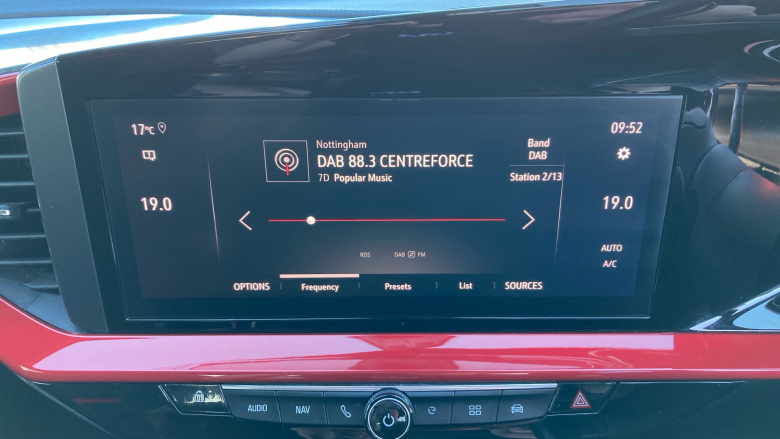 17°C
09:52
Nottingham
DAB 88.3 CENTREFORCE
7D Popular Music
Band
DAB
Station 2/13
19.0
19.0
RDS DAB FM
AUTO
A/C
OPTIONS Frequency Presets List SOURCES
AUDIO NAV